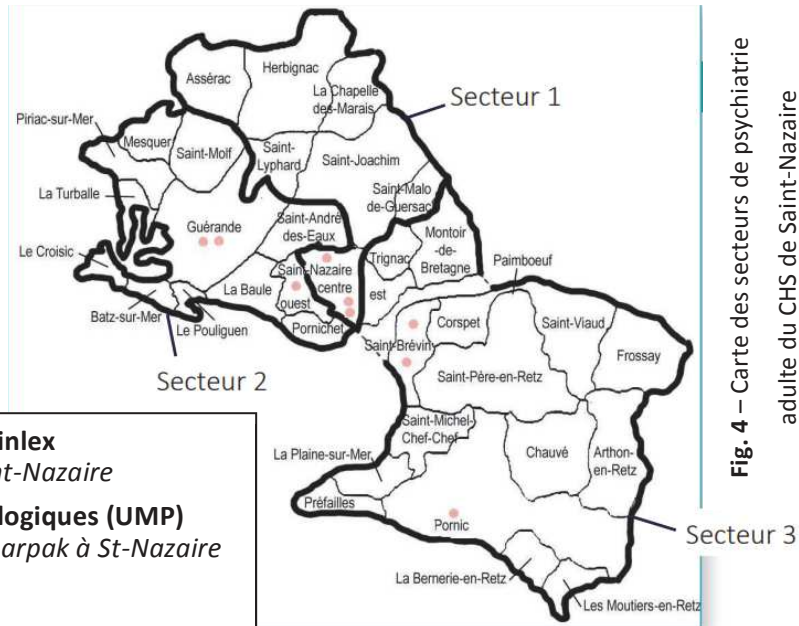 Assérac
Herbignac
La Chapelle
des-Marais
Secteur 1
Piriac-sur-Mer
Mesquer
Saint-Molf
Saint-
Lyphard
Saint-Joachim
La Turballe
Saint-Malo
de-Guersac
Guérande
Saint-André
des-Eaux
Montoir
-de-
Bretagne
Le Croisic
Trignac
Paimboeuf
Saint-Nazaire
centre
La Baule
ouest
est
Batz-sur-Mer
Le Pouliguen
Pornichet
Corspet
Saint-Viaud
Saint-Brévin
Frossay
Secteur 2
Saint-Père-en-Retz
Saint-Michel-
Chef-Chef
La Plaine-sur-Mer
Chauvé
Arthon-
en-Retz
Préfailles
Pornic
Secteur 3
La Bernerie-en-Retz
Les Moutiers-en-Retz
inlex
nt-Nazaire
logiques (UMP)
arpak à St-Nazaire
Fig. 4 – Carte des secteurs de psychiatrie
adulte du CHS de Saint-Nazaire